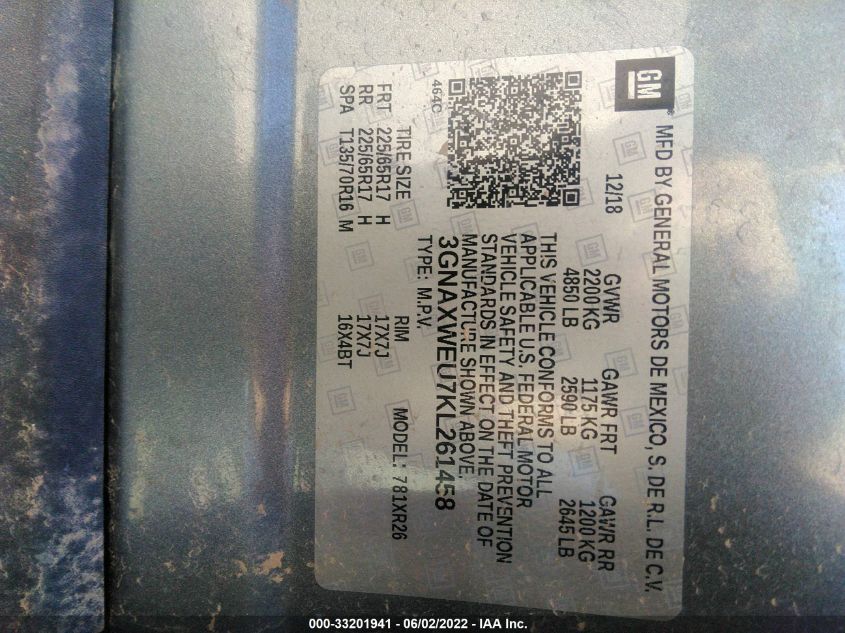 GM
MFD BY GENERAL MOTORS DE MEXICO, S. DE R.L. DE C.V.
12/18 GVWR GAWR FRT GAWR RR
2200 KG 1175 KG 1200 KG
4850 LB 2590 LB 2645 LB
THIS VEHICLE CONFORMS TO ALL
APPLICABLE U.S. FEDERAL MOTOR
VEHICLE SAFETY AND THEFT PREVENTION
STANDARDS IN EFFECT ON THE DATE OF
MANUFACTURE SHOWN ABOVE.
464C
3GNAXWEU7KL261458
TYPE: M.P.V. MODEL: 781XR26
TIRE SIZE RIM
FRT 225/65R17 H 17X7J
RR 225/65R17 H 17X7J
SPA T135/70R16 M 16X4BT
000-33201941 - 06/02/2022 - IAA Inc.